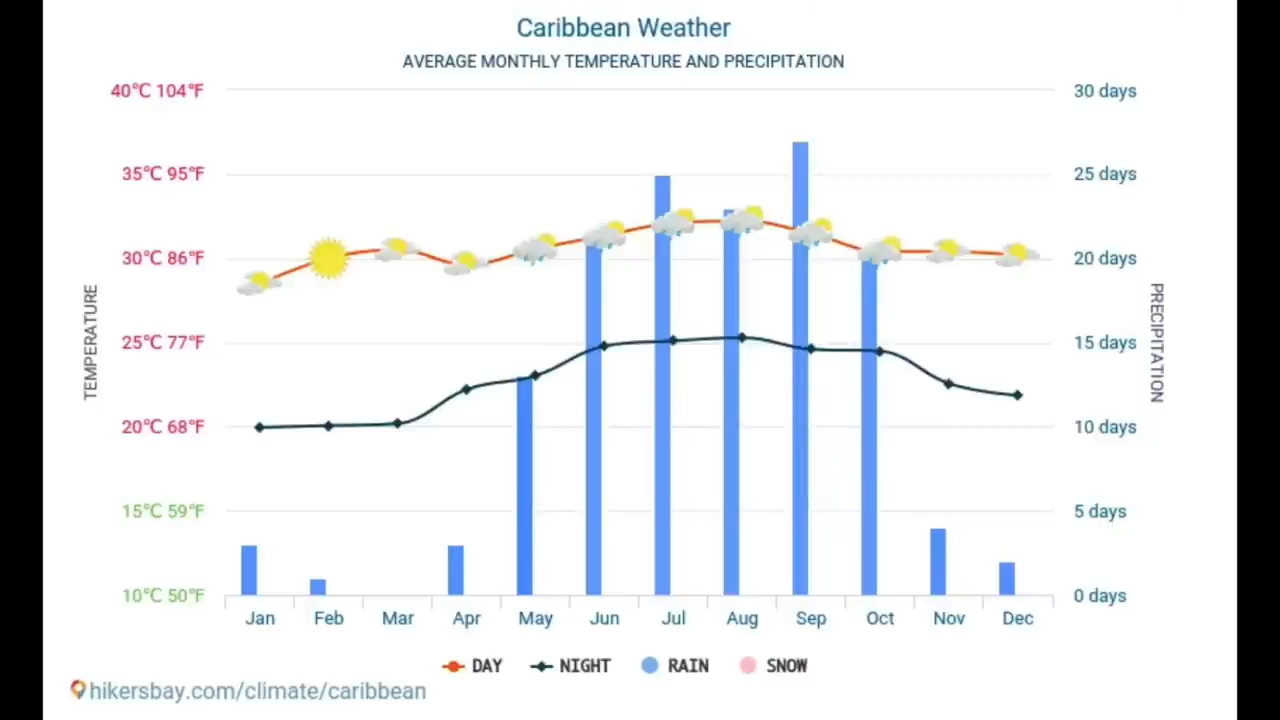 Caribbean Weather
AVERAGE MONTHLY TEMPERATURE AND PRECIPITATION
40°C 104°F
30 days
35°C 95°F
25 days
30°C 86°F
20 days
25°C 77°F
15 days
20°C 68°F
10 days
15°C 59°F
5 days
10°C 50°F
0 days
TEMPERATURE
PRECIPITATION
Jan Feb Mar Apr May Jun Jul Aug Sep Oct Nov Dec
DAY NIGHT RAIN SNOW
hikersbay.com/climate/caribbean